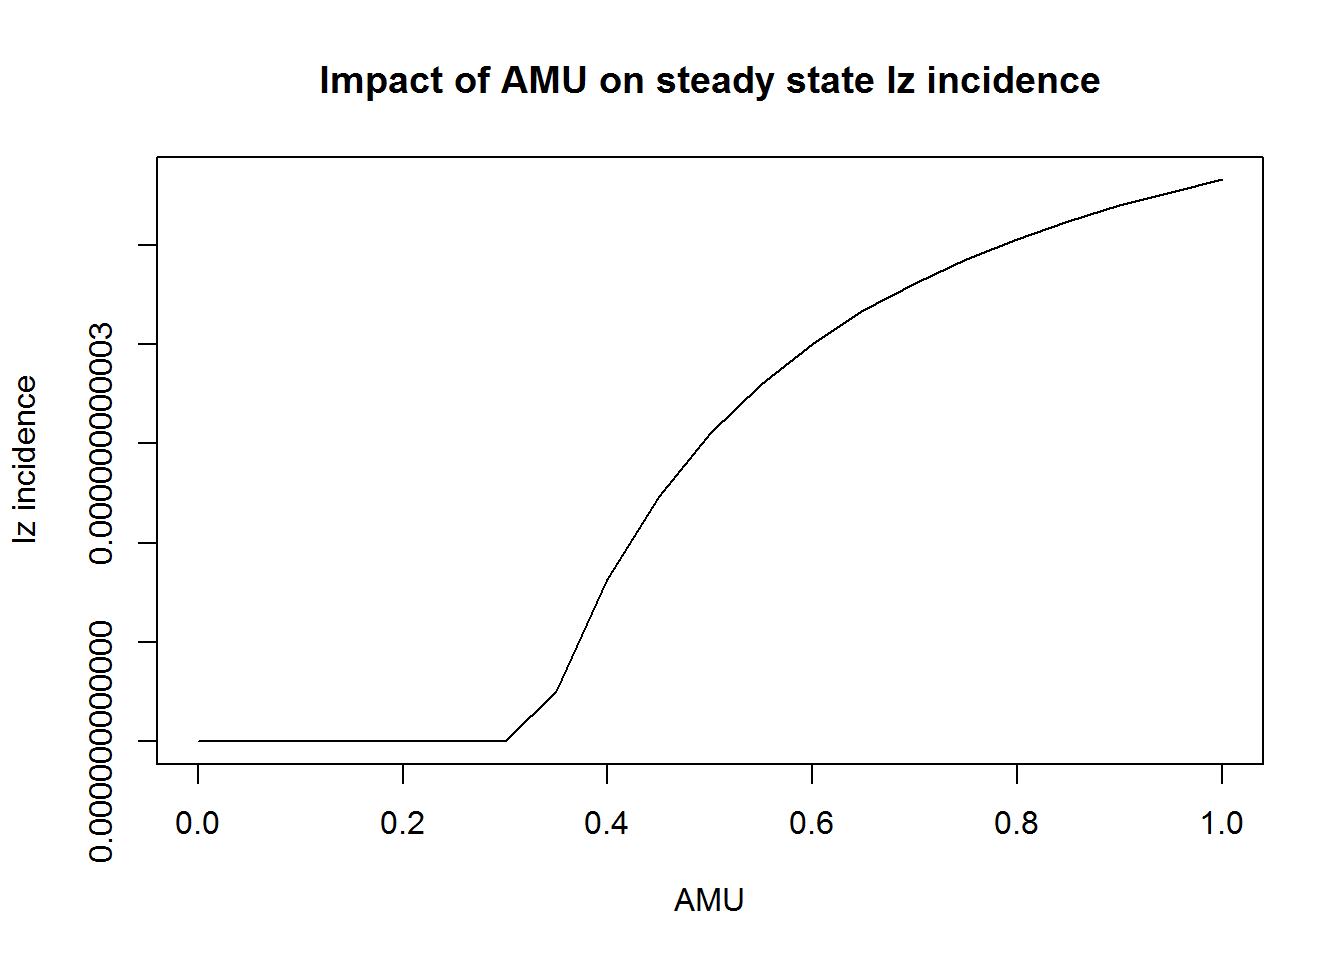 Impact of AMU on steady state Iz incidence
Iz incidence
0.000000000003
0.000000000000
0.0 0.2 0.4 0.6 0.8 1.0
AMU